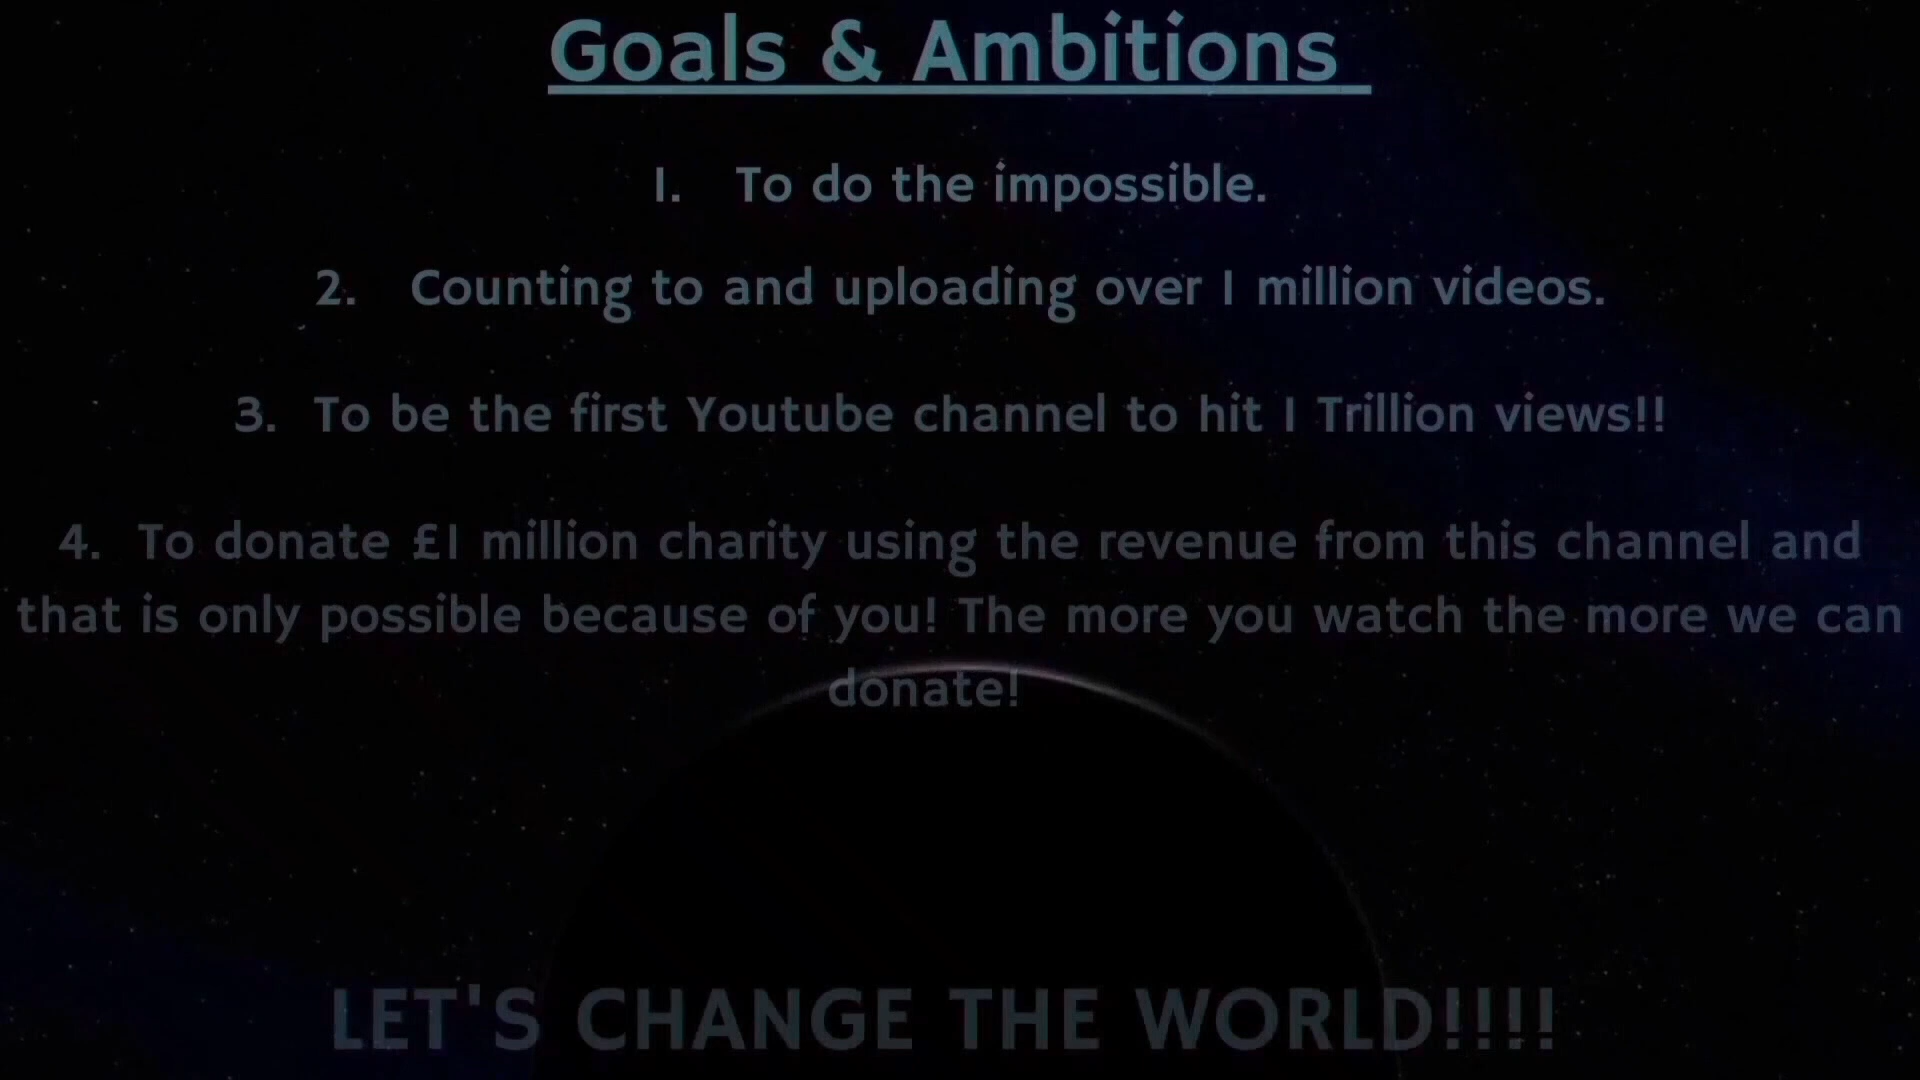 Goals & Ambitions
1. To do the impossible.
2. Counting to and uploading over 1 million videos.
3. To be the first Youtube channel to hit 1 Trillion views!!
4. To donate £1 million charity using the revenue from this channel and
that is only possible because of you! The more you watch the more we can
donate!
LET'S CHANGE THE WORLD!!!!